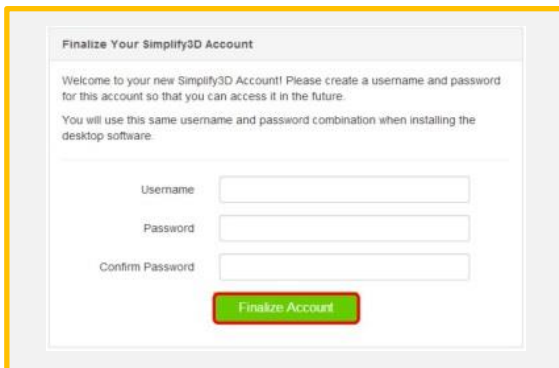 Finalize Your Simplify3D Account
Welcome to your new Simplify3D Account! Please create a username and password
for this account so that you can access it in the future.
You will use this same username and password combination when installing the
desktop software.
Username
Password
Confirm Password
Finalize Account